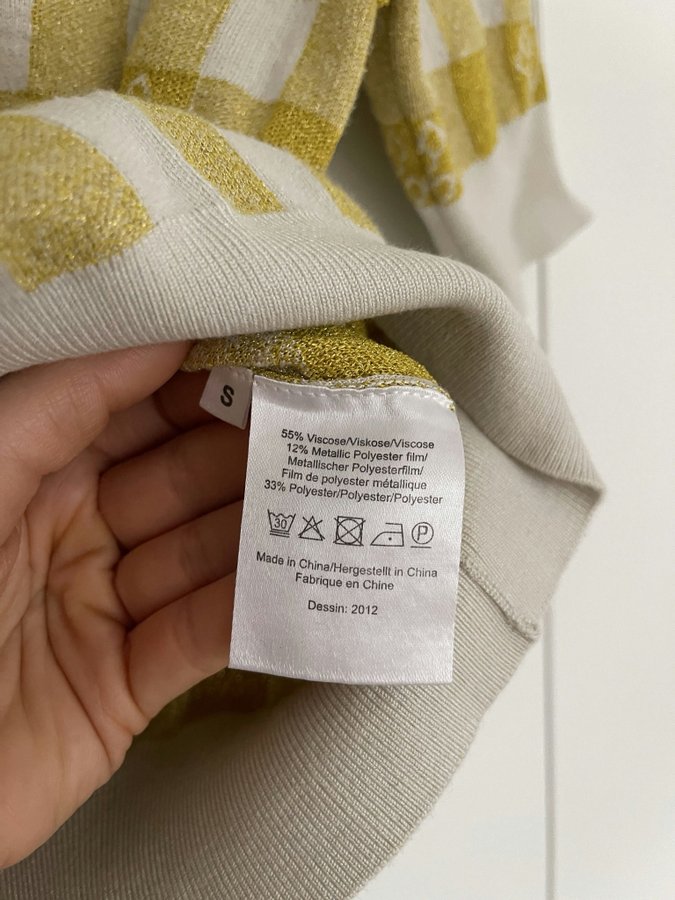 S
55% Viscose/Viskose/Viscose
12% Metallic Polyester film/
Metallischer Polyesterfilm/
Film de polyester métallique
33% Polyester/Polyester/Polyester
30
P
Made in China/Hergestellt in China
Fabrique en Chine
Dessin: 2012